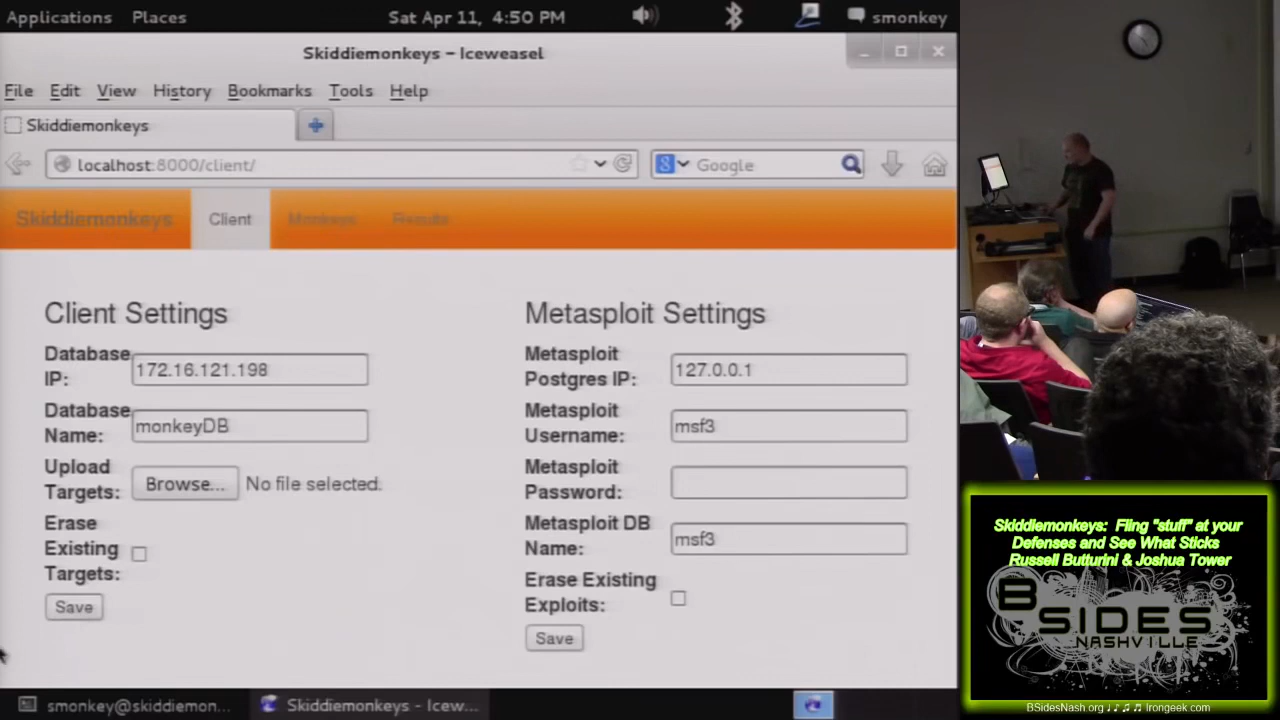 Applications Places Sat Apr 11, 4:50 PM smonkey
Skiddiemonkeys - Iceweasel
File Edit View History Bookmarks Tools Help
Skiddiemonkeys
localhost:8000/client/ Google
Skiddiemonkeys Client Monkeys Results
Client Settings
Database IP: 172.16.121.198
Database Name: monkeyDB
Upload Targets: Browse... No file selected.
Erase Existing Targets:
Save
Metasploit Settings
Metasploit Postgres IP: 127.0.0.1
Metasploit Username: msf3
Metasploit Password:
Metasploit DB Name: msf3
Erase Existing Exploits:
Save
smonkey@skiddiemon... Skiddiemonkeys - Icew...
Skiddiemonkeys: Fling "stuff" at your
Defenses and See What Sticks
Russell Butturini & Joshua Tower
BSIDES
NASHVILLE
BSidesNash.org ♩♪♫♬ Irongeek.com